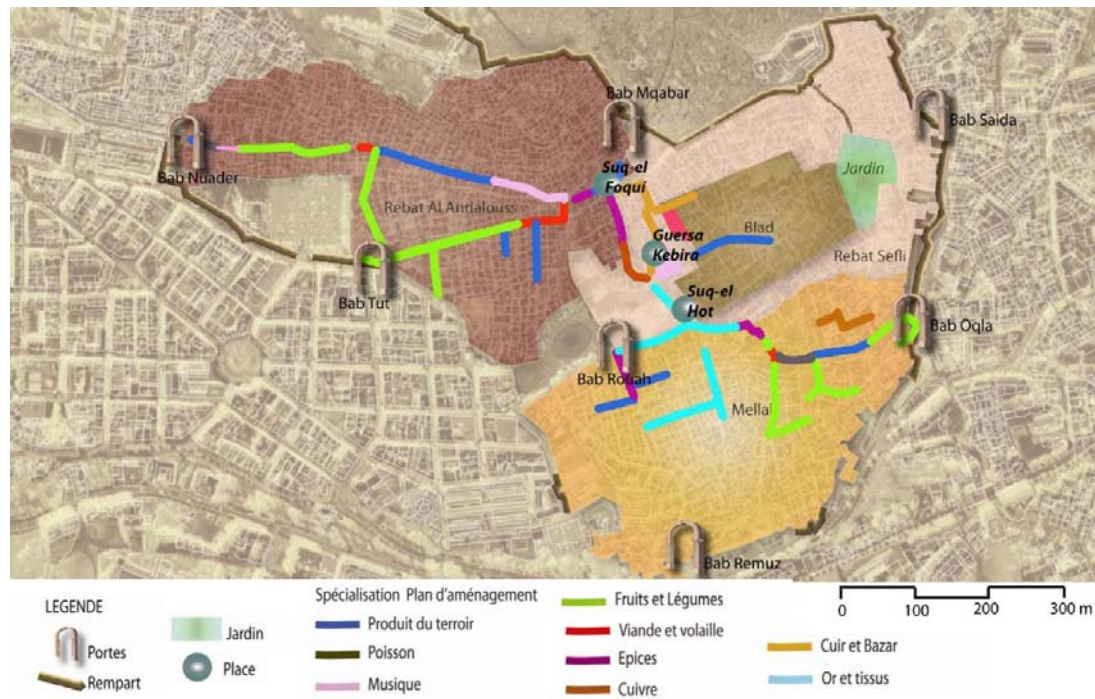 Bab Mqabar
Bab Saida
Bab Nuader
Suq-el
Foqui
Jardin
Rebat Al Andalouss
Guersa
Kebira
Blad
Rebat Sefli
Bab Tut
Suq-el
Hot
Bab Oqla
Bab Rouah
Mellah
Bab Remuz
LEGENDE
Portes
Rempart
Jardin
Place
Spécialisation Plan d'aménagement
Produit du terroir
Poisson
Musique
Fruits et Légumes
Viande et volaille
Epices
Cuivre
Cuir et Bazar
Or et tissus
0 100 200 300 m